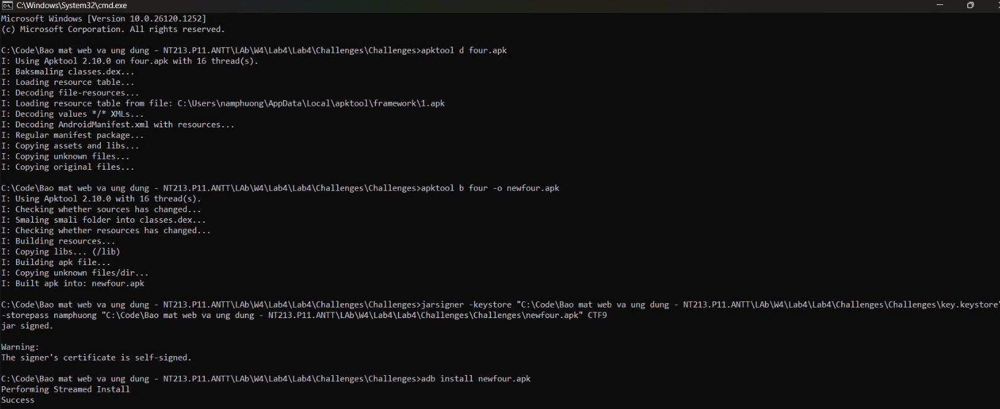 C:\Windows\System32\cmd.exe
Microsoft Windows [Version 10.0.26120.1252]
(c) Microsoft Corporation. All rights reserved.
C:\Code\Bao mat web va ung dung - NT213.P11.ANTT\LAb\W4\Lab4\Lab4\Challenges\Challenges>apktool d four.apk
I: Using Apktool 2.10.0 on four.apk with 16 thread(s).
I: Baksmaling classes.dex...
I: Loading resource table...
I: Decoding file-resources...
I: Loading resource table from file: C:\Users\namphuong\AppData\Local\apktool\framework\1.apk
I: Decoding values */* XMLs...
I: Decoding AndroidManifest.xml with resources...
I: Regular manifest package...
I: Copying assets and libs...
I: Copying unknown files...
I: Copying original files...
C:\Code\Bao mat web va ung dung - NT213.P11.ANTT\LAb\W4\Lab4\Lab4\Challenges\Challenges>apktool b four -o newfour.apk
I: Using Apktool 2.10.0 with 16 thread(s).
I: Checking whether sources has changed...
I: Smaling smali folder into classes.dex...
I: Checking whether resources has changed...
I: Building resources...
I: Copying libs... (/lib)
I: Building apk file...
I: Copying unknown files/dir...
I: Built apk into: newfour.apk
C:\Code\Bao mat web va ung dung - NT213.P11.ANTT\LAb\W4\Lab4\Lab4\Challenges\Challenges>jarsigner -keystore "C:\Code\Bao mat web va ung dung - NT213.P11.ANTT\LAb\W4\Lab4\Lab4\Challenges\Challenges\key.keystore"
-storepass namphuong "C:\Code\Bao mat web va ung dung - NT213.P11.ANTT\LAb\W4\Lab4\Lab4\Challenges\Challenges\newfour.apk" CTF9
jar signed.
Warning:
The signer's certificate is self-signed.
C:\Code\Bao mat web va ung dung - NT213.P11.ANTT\LAb\W4\Lab4\Lab4\Challenges\Challenges>adb install newfour.apk
Performing Streamed Install
Success